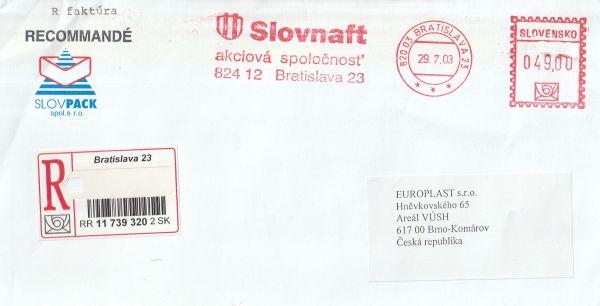 R faktúra
RECOMMANDÉ
SLOVPACK
spol.s r.o.
Slovnaft
akciová spoločnosť
824 12 Bratislava 23
820 03 BRATISLAVA 23
29. 7. 03
SLOVENSKO
049,00
R
Bratislava 23
RR 11 739 320 2 SK
EUROPLAST s.r.o.
Hněvkovského 65
Areál VÚSH
617 00 Brno-Komárov
Česká republika